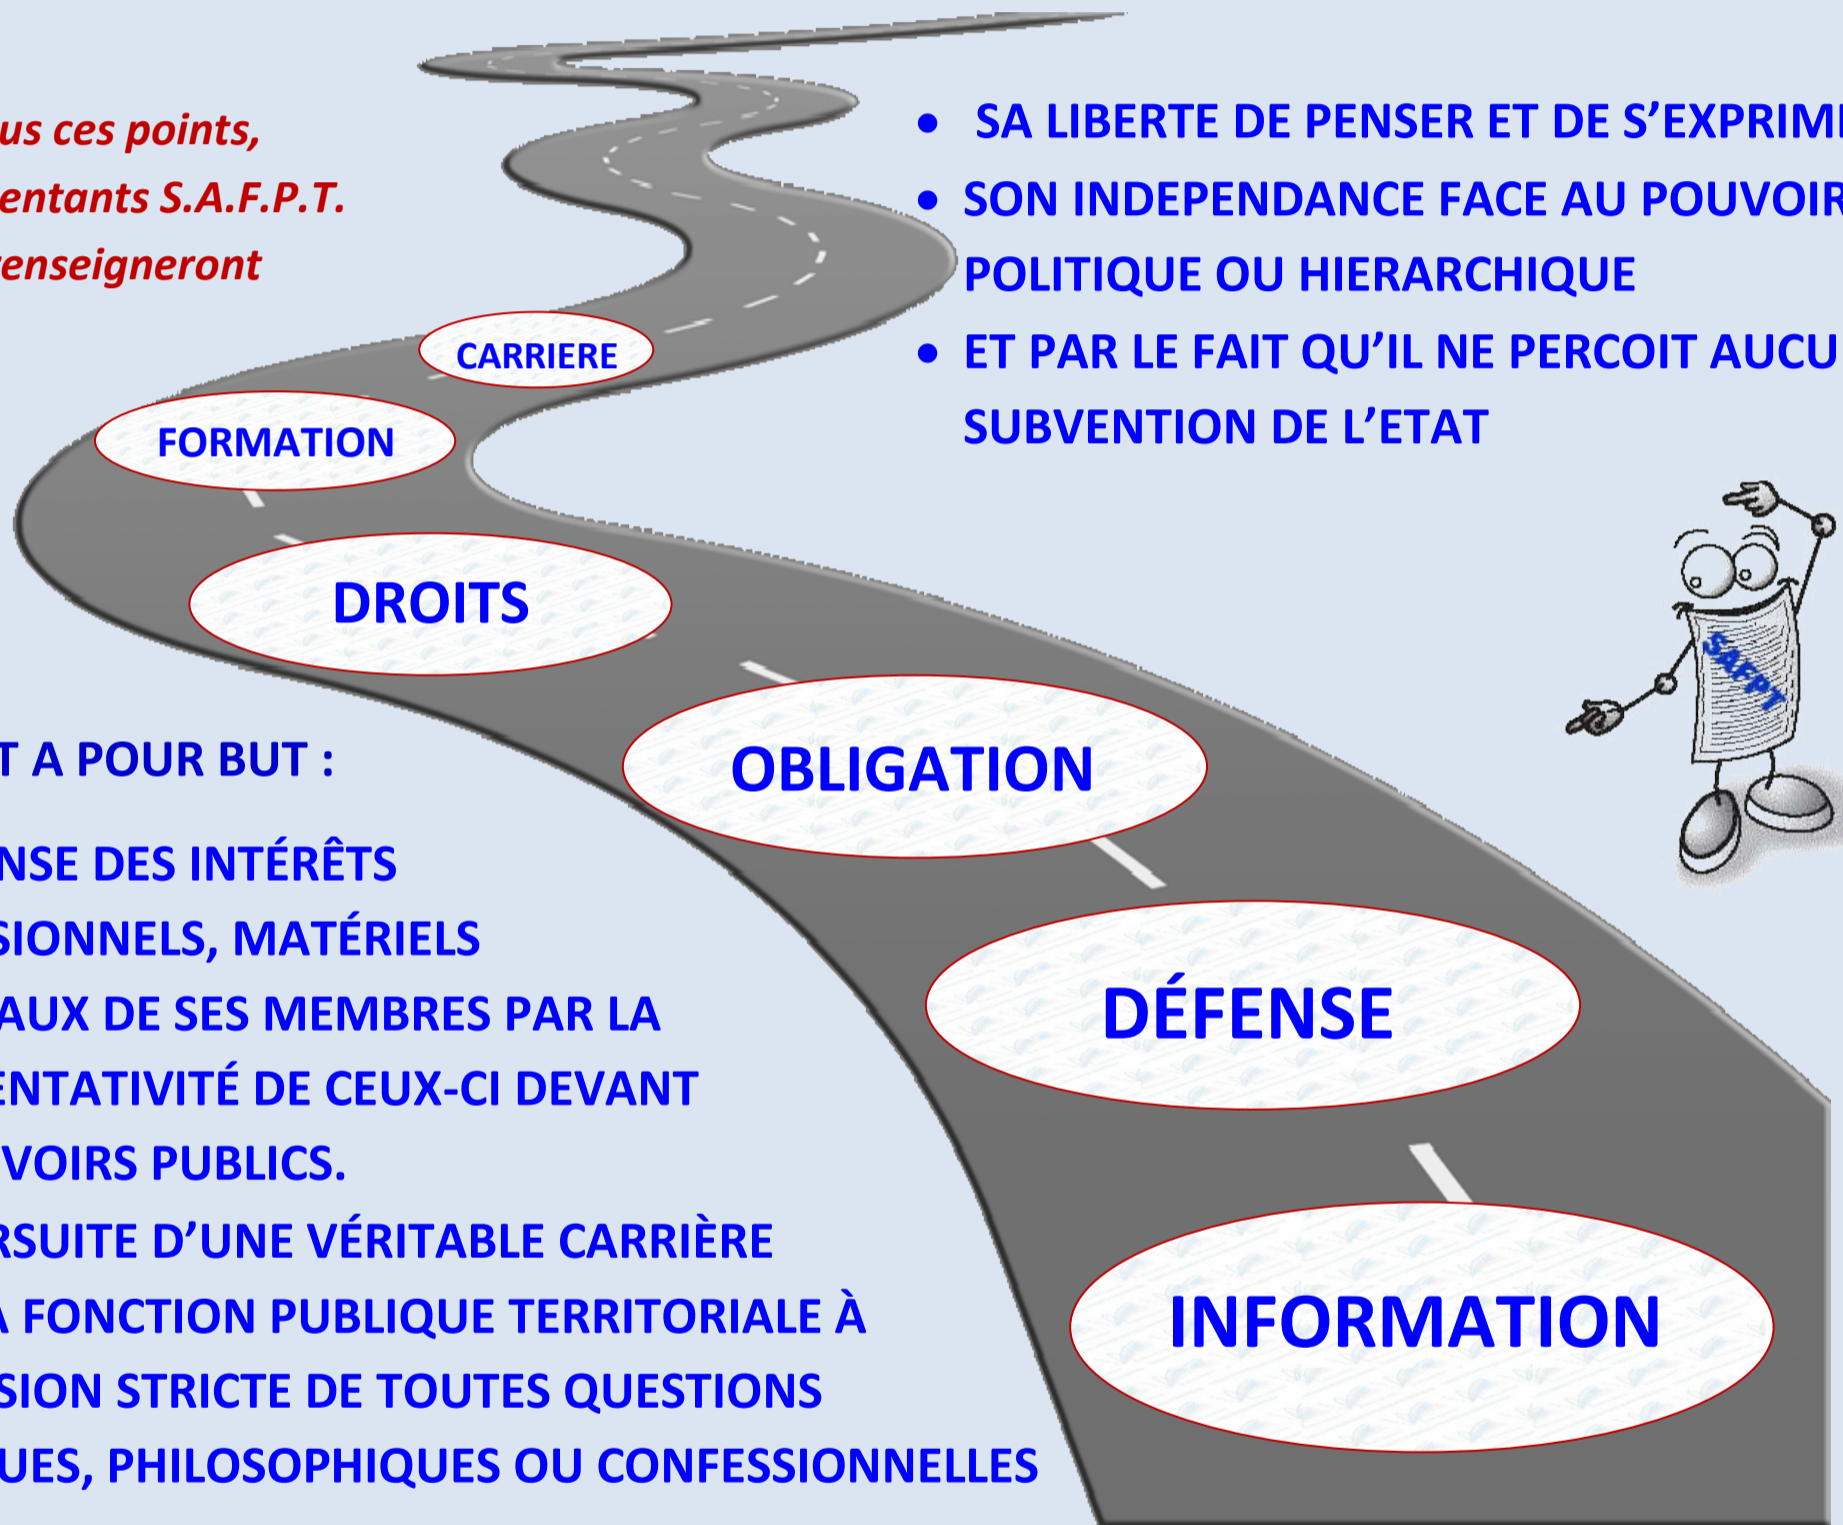 us ces points,
entants S.A.F.P.T.
renseigneront
• SA LIBERTE DE PENSER ET DE S'EXPRIM
• SON INDEPENDANCE FACE AU POUVOIR
POLITIQUE OU HIERARCHIQUE
• ET PAR LE FAIT QU'IL NE PERCOIT AUCU
SUBVENTION DE L'ETAT
CARRIERE
FORMATION
DROITS
OBLIGATION
DÉFENSE
INFORMATION
SAFPT
T A POUR BUT :
NSE DES INTÉRÊTS
SIONNELS, MATÉRIELS
AUX DE SES MEMBRES PAR LA
ENTATIVITÉ DE CEUX-CI DEVANT
VOIRS PUBLICS.
RSUITE D'UNE VÉRITABLE CARRIÈRE
A FONCTION PUBLIQUE TERRITORIALE À
SION STRICTE DE TOUTES QUESTIONS
UES, PHILOSOPHIQUES OU CONFESSIONNELLES